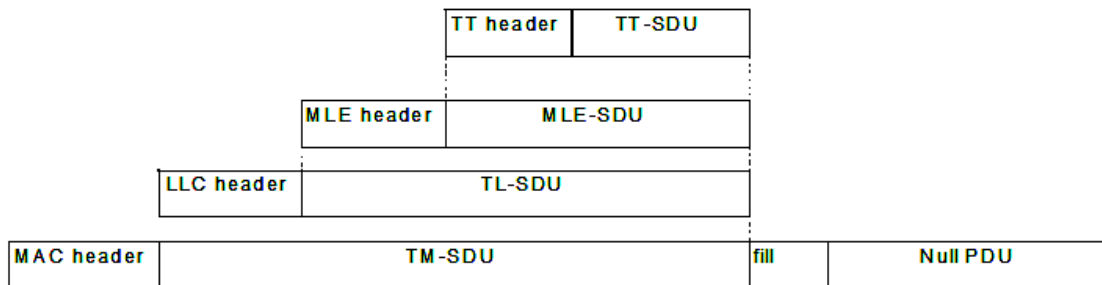 TT header TT-SDU
MLE header MLE-SDU
LLC header TL-SDU
MAC header TM-SDU fill Null PDU